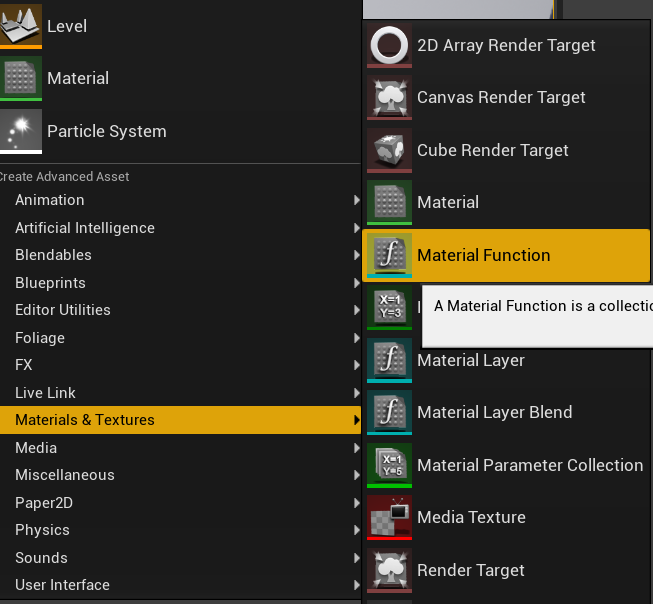 Level
Material
Particle System
Create Advanced Asset
Animation
Artificial Intelligence
Blendables
Blueprints
Editor Utilities
Foliage
FX
Live Link
Materials & Textures
Media
Miscellaneous
Paper2D
Physics
Sounds
User Interface
2D Array Render Target
Canvas Render Target
Cube Render Target
Material
f Material Function
X=1
Y=3
A Material Function is a collectio
f Material Layer
f Material Layer Blend
X=1
Y=5
Material Parameter Collection
Media Texture
Render Target